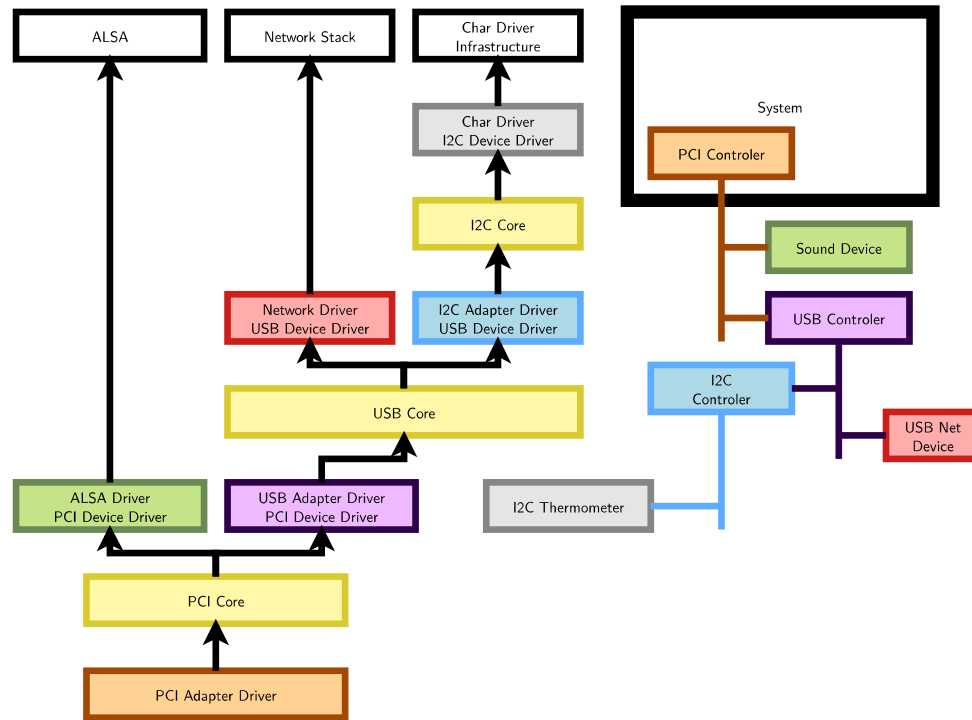 ALSA
Network Stack
Char Driver
Infrastructure
Char Driver
I2C Device Driver
I2C Core
Network Driver
USB Device Driver
I2C Adapter Driver
USB Device Driver
USB Core
ALSA Driver
PCI Device Driver
USB Adapter Driver
PCI Device Driver
PCI Core
PCI Adapter Driver
System
PCI Controler
Sound Device
USB Controler
I2C
Controler
USB Net
Device
I2C Thermometer